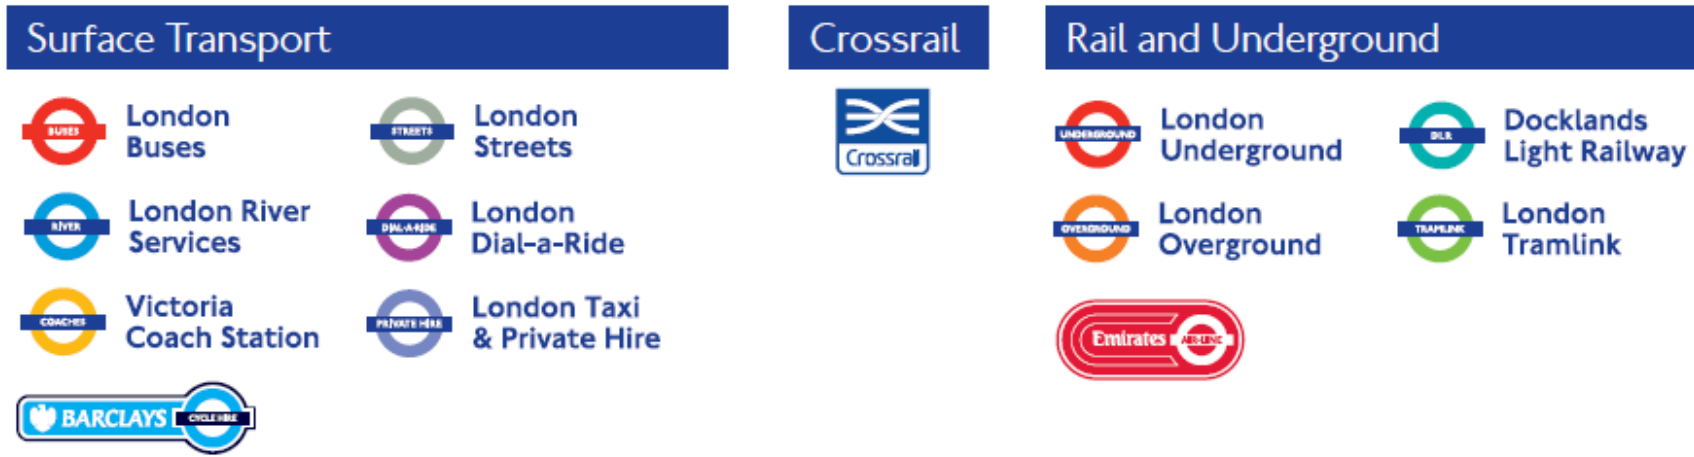 Surface Transport
BUSES
London
Buses
STREETS
London
Streets
RIVER
London River
Services
DIAL-A-RIDE
London
Dial-a-Ride
COACHES
Victoria
Coach Station
PRIVATE HIRE
London Taxi
& Private Hire
BARCLAYS
CYCLE HIRE
Crossrail
Crossrail
Rail and Underground
UNDERGROUND
London
Underground
DLR
Docklands
Light Railway
OVERGROUND
London
Overground
TRAMLINK
London
Tramlink
Emirates
AIR-LINE